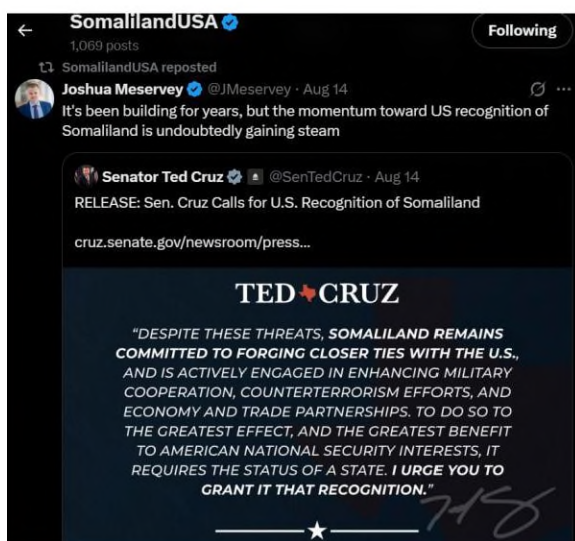 SomalilandUSA
1,069 posts
Following
SomalilandUSA reposted
Joshua Meservey @JMeservey · Aug 14
It's been building for years, but the momentum toward US recognition of
Somaliland is undoubtedly gaining steam
Senator Ted Cruz @SenTedCruz · Aug 14
RELEASE: Sen. Cruz Calls for U.S. Recognition of Somaliland
cruz.senate.gov/newsroom/press...
TED CRUZ
"DESPITE THESE THREATS, SOMALILAND REMAINS
COMMITTED TO FORGING CLOSER TIES WITH THE U.S.,
AND IS ACTIVELY ENGAGED IN ENHANCING MILITARY
COOPERATION, COUNTERTERRORISM EFFORTS, AND
ECONOMY AND TRADE PARTNERSHIPS. TO DO SO TO
THE GREATEST EFFECT, AND THE GREATEST BENEFIT
TO AMERICAN NATIONAL SECURITY INTERESTS, IT
REQUIRES THE STATUS OF A STATE. I URGE YOU TO
GRANT IT THAT RECOGNITION."